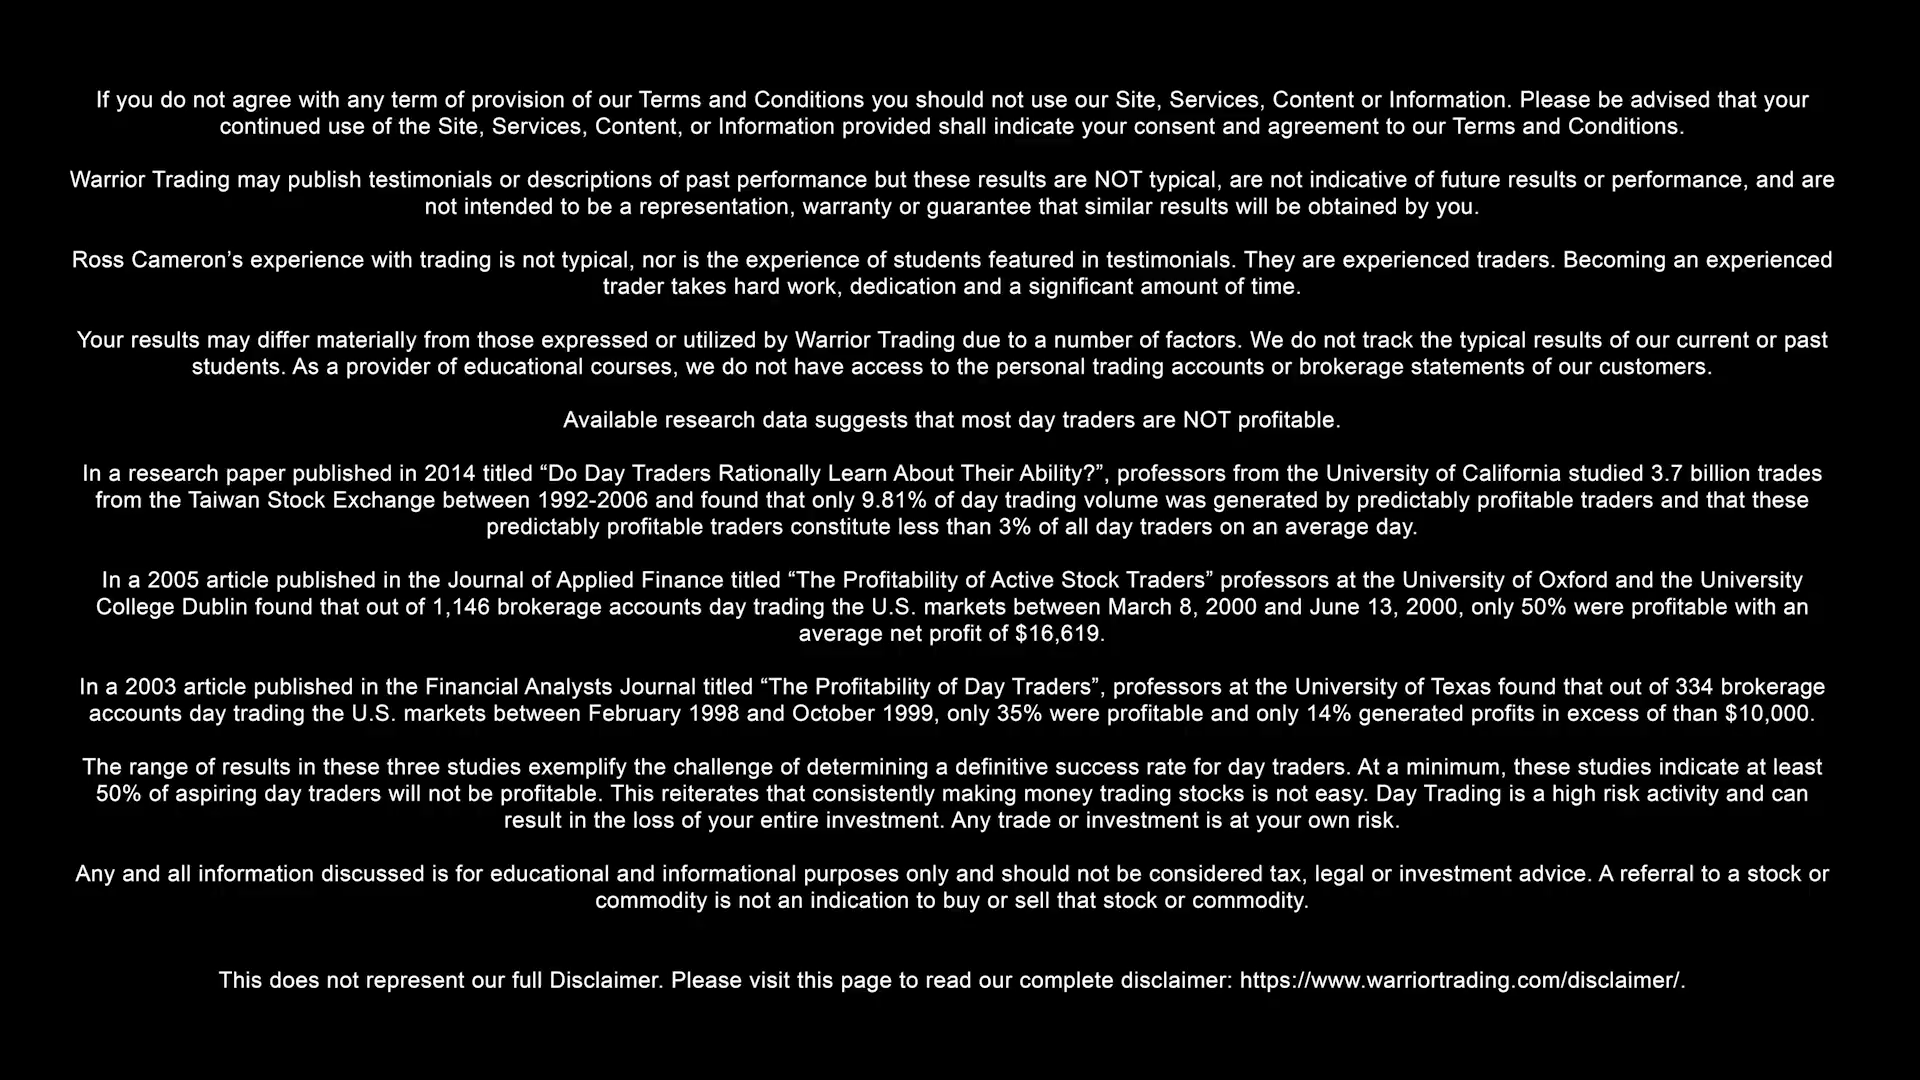 If you do not agree with any term of provision of our Terms and Conditions you should not use our Site, Services, Content or Information. Please be advised that your
continued use of the Site, Services, Content, or Information provided shall indicate your consent and agreement to our Terms and Conditions.
Warrior Trading may publish testimonials or descriptions of past performance but these results are NOT typical, are not indicative of future results or performance, and are
not intended to be a representation, warranty or guarantee that similar results will be obtained by you.
Ross Cameron’s experience with trading is not typical, nor is the experience of students featured in testimonials. They are experienced traders. Becoming an experienced
trader takes hard work, dedication and a significant amount of time.
Your results may differ materially from those expressed or utilized by Warrior Trading due to a number of factors. We do not track the typical results of our current or past
students. As a provider of educational courses, we do not have access to the personal trading accounts or brokerage statements of our customers.
Available research data suggests that most day traders are NOT profitable.
In a research paper published in 2014 titled “Do Day Traders Rationally Learn About Their Ability?”, professors from the University of California studied 3.7 billion trades
from the Taiwan Stock Exchange between 1992-2006 and found that only 9.81% of day trading volume was generated by predictably profitable traders and that these
predictably profitable traders constitute less than 3% of all day traders on an average day.
In a 2005 article published in the Journal of Applied Finance titled “The Profitability of Active Stock Traders” professors at the University of Oxford and the University
College Dublin found that out of 1,146 brokerage accounts day trading the U.S. markets between March 8, 2000 and June 13, 2000, only 50% were profitable with an
average net profit of $16,619.
In a 2003 article published in the Financial Analysts Journal titled “The Profitability of Day Traders”, professors at the University of Texas found that out of 334 brokerage
accounts day trading the U.S. markets between February 1998 and October 1999, only 35% were profitable and only 14% generated profits in excess of than $10,000.
The range of results in these three studies exemplify the challenge of determining a definitive success rate for day traders. At a minimum, these studies indicate at least
50% of aspiring day traders will not be profitable. This reiterates that consistently making money trading stocks is not easy. Day Trading is a high risk activity and can
result in the loss of your entire investment. Any trade or investment is at your own risk.
Any and all information discussed is for educational and informational purposes only and should not be considered tax, legal or investment advice. A referral to a stock or
commodity is not an indication to buy or sell that stock or commodity.
This does not represent our full Disclaimer. Please visit this page to read our complete disclaimer: https://www.warriortrading.com/disclaimer/.